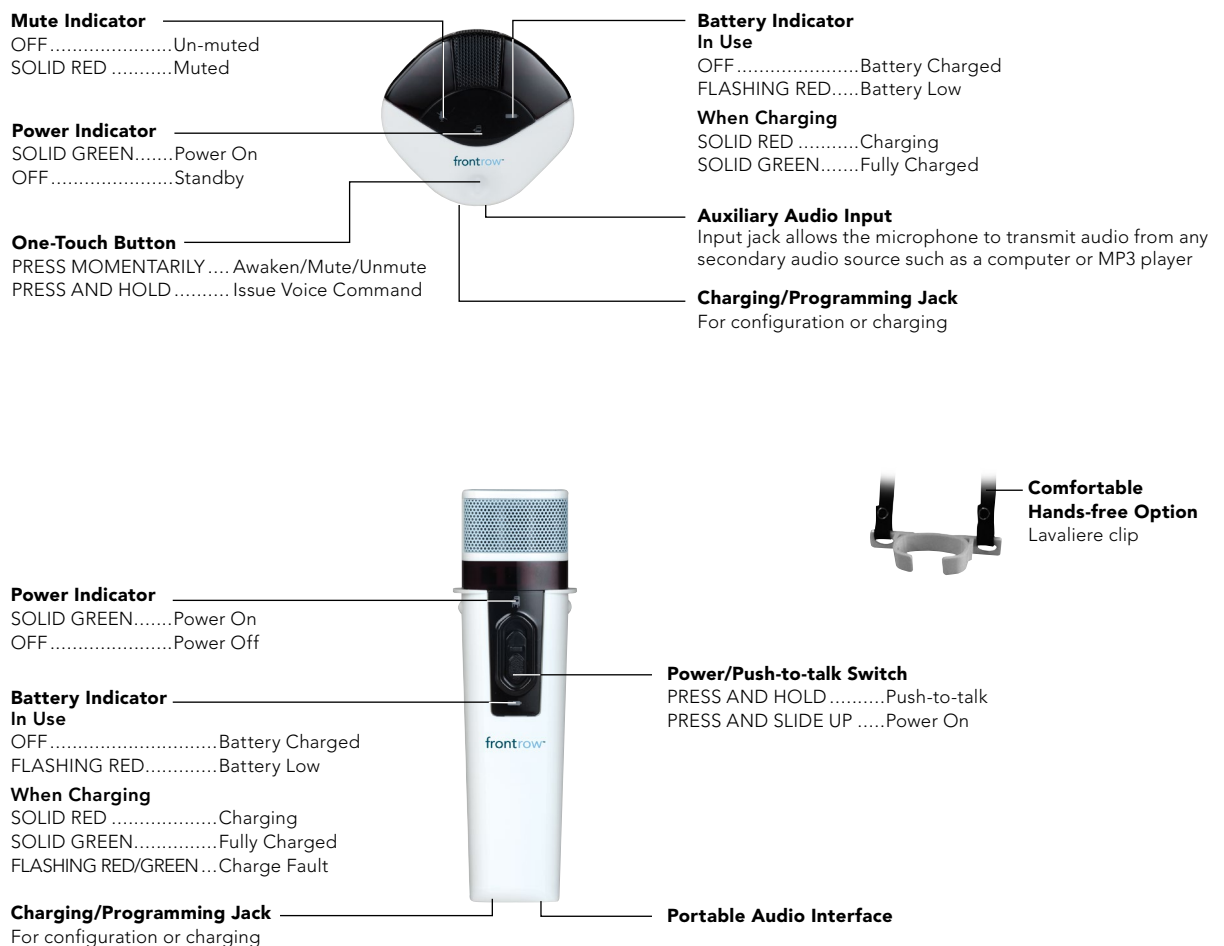 Mute Indicator
OFF......................Un-muted
SOLID RED ...........Muted
Power Indicator
SOLID GREEN.......Power On
OFF......................Standby
One-Touch Button
PRESS MOMENTARILY .... Awaken/Mute/Unmute
PRESS AND HOLD .......... Issue Voice Command
frontrow
Battery Indicator
In Use
OFF......................Battery Charged
FLASHING RED.....Battery Low
When Charging
SOLID RED ...........Charging
SOLID GREEN.......Fully Charged
Auxiliary Audio Input
Input jack allows the microphone to transmit audio from any
secondary audio source such as a computer or MP3 player
Charging/Programming Jack
For configuration or charging
Comfortable
Hands-free Option
Lavaliere clip
Power Indicator
SOLID GREEN.......Power On
OFF ......................Power Off
Battery Indicator
In Use
OFF..............................Battery Charged
FLASHING RED.............Battery Low
When Charging
SOLID RED ...................Charging
SOLID GREEN...............Fully Charged
FLASHING RED/GREEN...Charge Fault
Charging/Programming Jack
For configuration or charging
frontrow
Power/Push-to-talk Switch
PRESS AND HOLD ..........Push-to-talk
PRESS AND SLIDE UP .....Power On
Portable Audio Interface